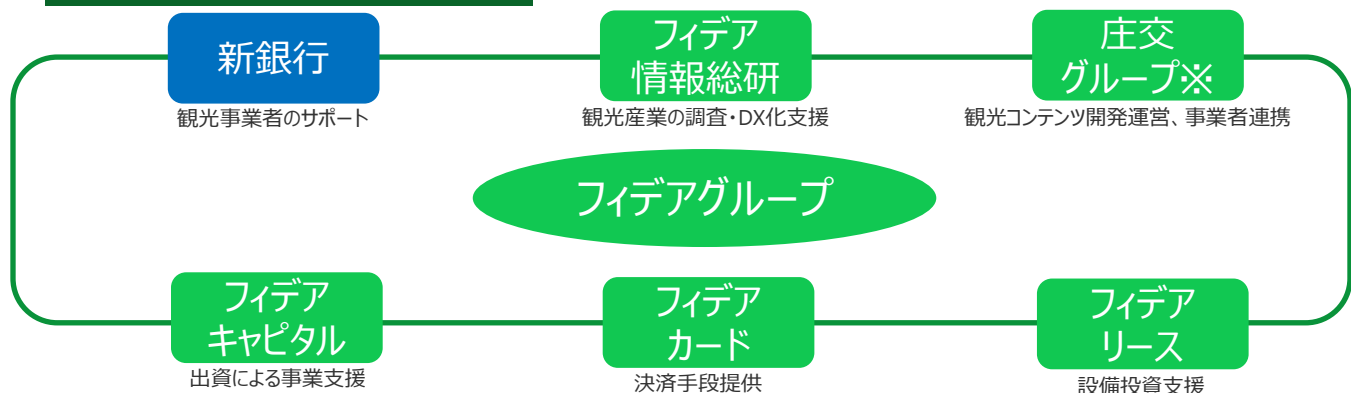 新銀行
観光事業者のサポート
フィデア
情報総研
観光産業の調査・DX化支援
庄交
グループ※
観光コンテンツ開発運営、事業者連携
フィデアグループ
フィデア
キャピタル
出資による事業支援
フィデア
カード
決済手段提供
フィデア
リース
設備投資支援